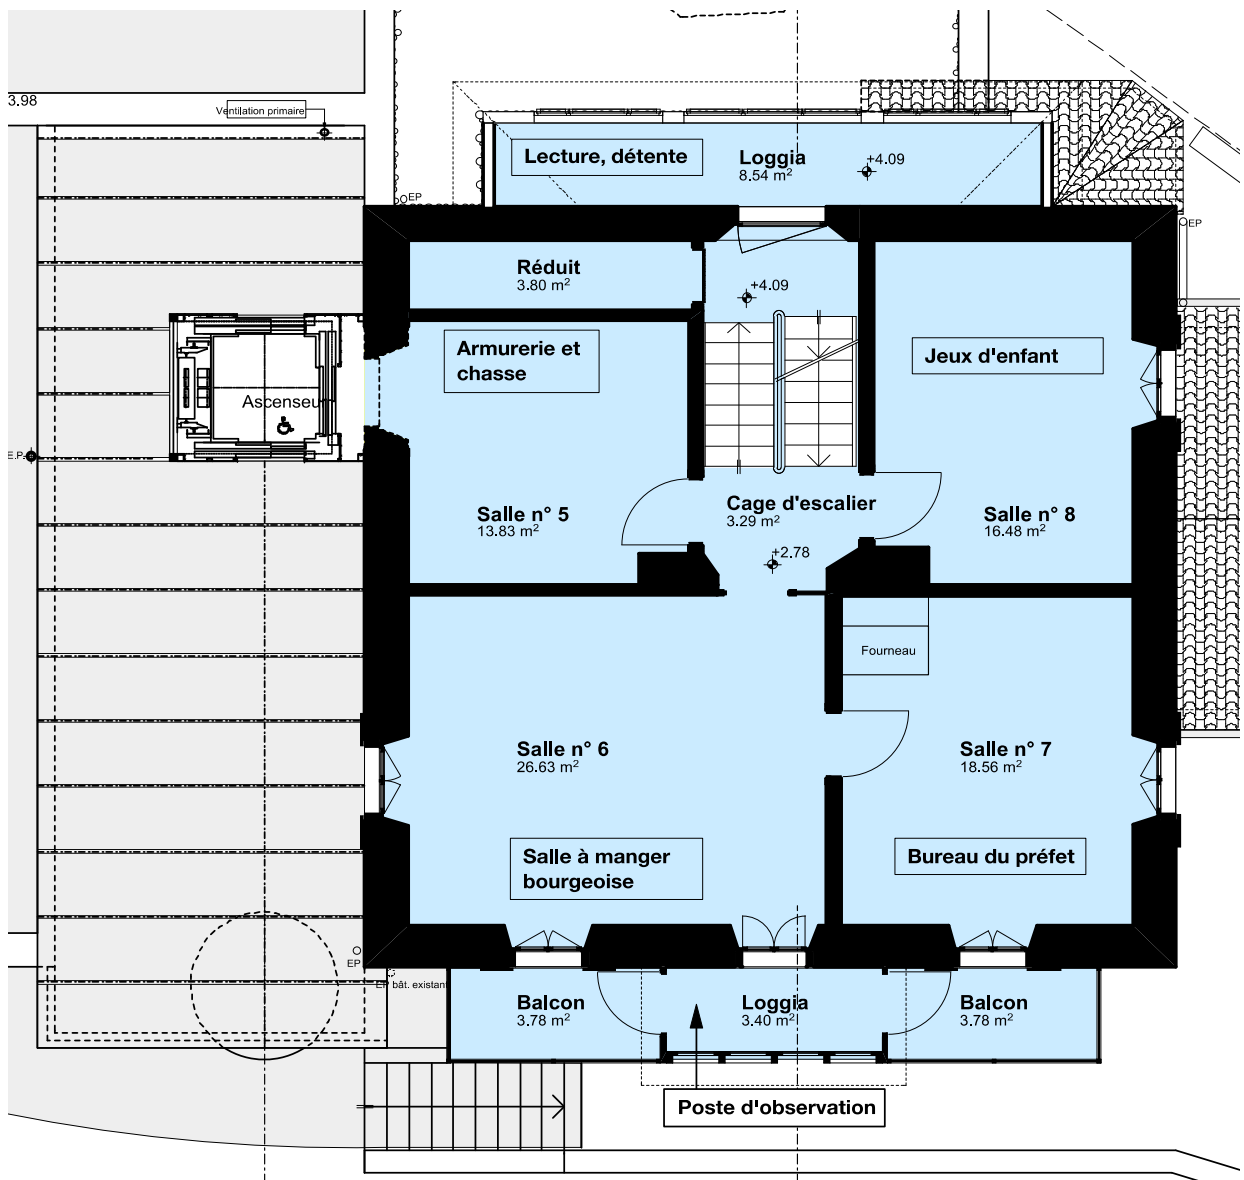 3.98
Ventilation primaire
Lecture, détente
Loggia
8.54 m²
+4.09
EP
EP
Réduit
3.80 m²
+4.09
Armurerie et
chasse
Jeux d'enfant
Ascenseur
E.P.
Salle n° 5
13.83 m²
Cage d'escalier
3.29 m²
Salle n° 8
16.48 m²
+2.78
Fourneau
Salle n° 6
26.63 m²
Salle n° 7
18.56 m²
Salle à manger
bourgeoise
Bureau du préfet
EP
EP bât. existant
Balcon
3.78 m²
Loggia
3.40 m²
Balcon
3.78 m²
Poste d'observation